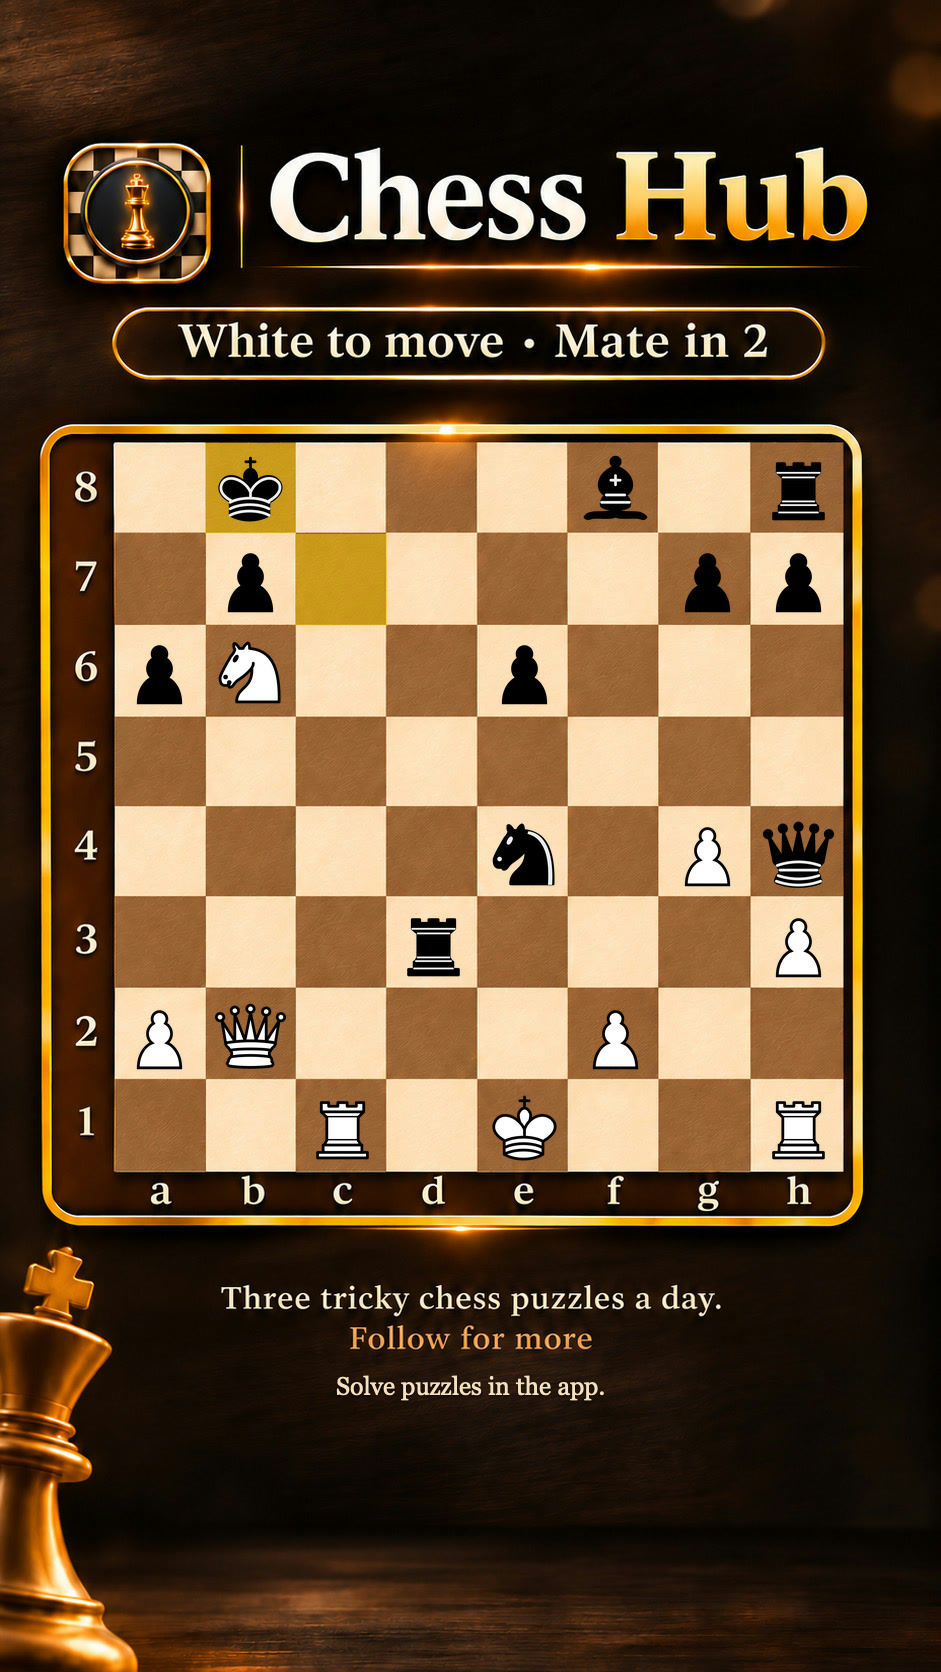 Chess Hub
White to move • Mate in 2
8
7
6
5
4
3
2
1
a b c d e f g h
Three tricky chess puzzles a day.
Follow for more
Solve puzzles in the app.